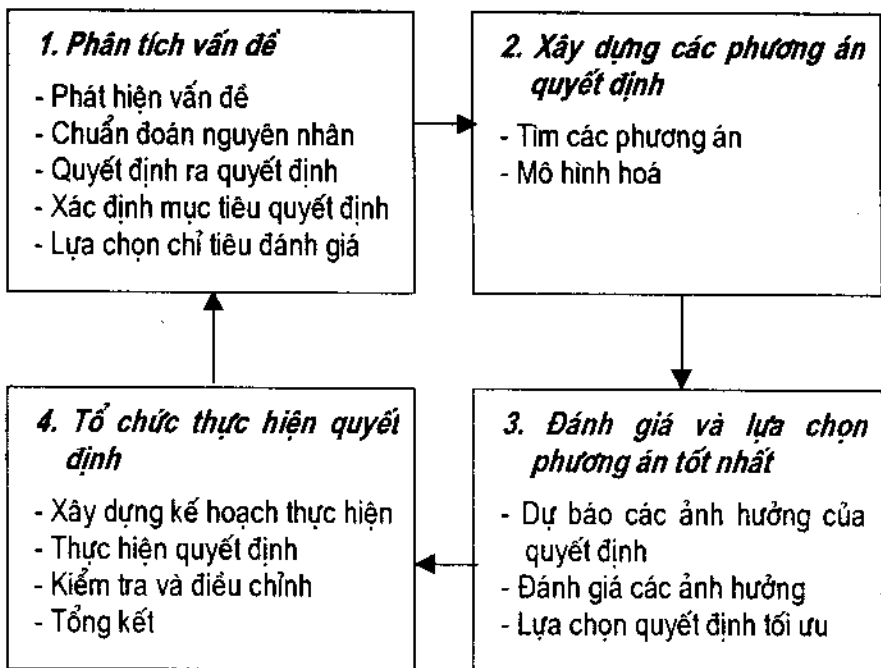 1. Phân tích vấn đề
- Phát hiện vấn đề
- Chuẩn đoán nguyên nhân
- Quyết định ra quyết định
- Xác định mục tiêu quyết định
- Lựa chọn chỉ tiêu đánh giá
2. Xây dựng các phương án
quyết định
- Tìm các phương án
- Mô hình hoá
3. Đánh giá và lựa chọn
phương án tốt nhất
- Dự báo các ảnh hưởng của
quyết định
- Đánh giá các ảnh hưởng
- Lựa chọn quyết định tối ưu
4. Tổ chức thực hiện quyết
định
- Xây dựng kế hoạch thực hiện
- Thực hiện quyết định
- Kiểm tra và điều chỉnh
- Tổng kết